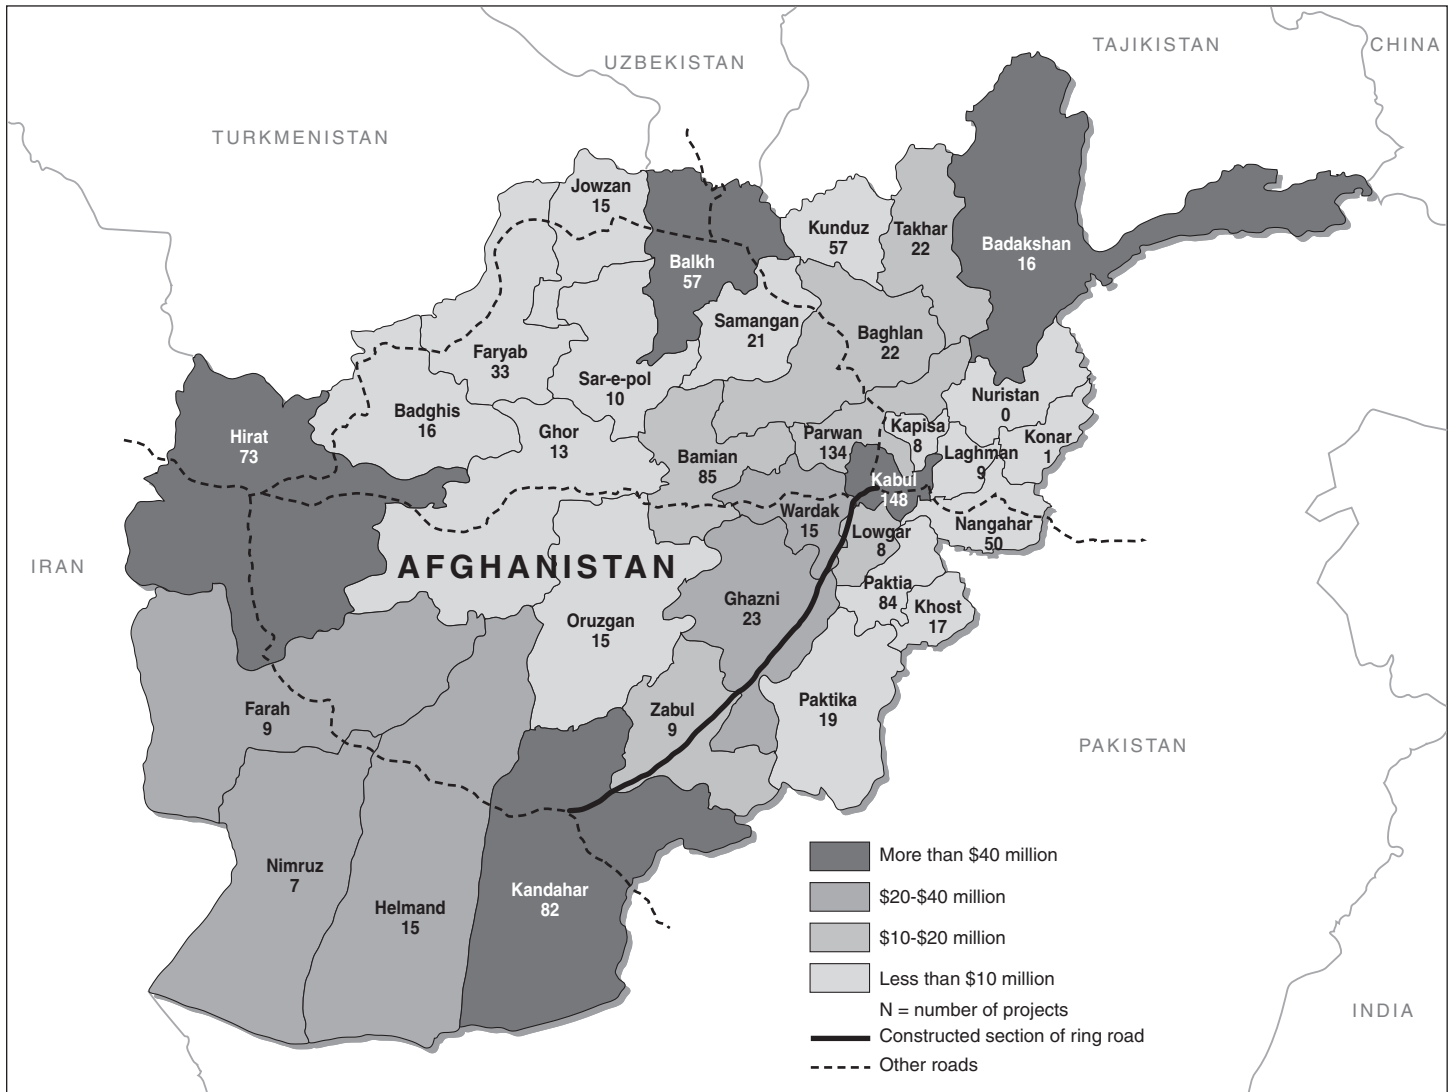 TAJIKISTAN
CHINA
UZBEKISTAN
TURKMENISTAN
Jowzan
15
Kunduz
57
Takhar
22
Badakshan
16
Balkh
57
Samangan
21
Baghlan
22
Faryab
33
Sar-e-pol
10
Nuristan
0
Badghis
16
Hirat
73
Ghor
13
Bamian
85
Parwan
134
Kapisa
8
Laghman
9
Konar
1
Kabul
148
Wardak
15
Lowgar
8
Nangahar
50
IRAN
AFGHANISTAN
Ghazni
23
Paktia
84
Khost
17
Oruzgan
15
Farah
9
Zabul
9
Paktika
19
PAKISTAN
Nimruz
7
Helmand
15
Kandahar
82
More than $40 million
$20-$40 million
$10-$20 million
Less than $10 million
N = number of projects
Constructed section of ring road
Other roads
INDIA